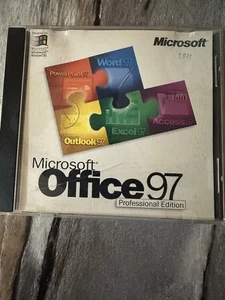 Microsoft
Word 97
PowerPoint 97
Access
Excel 97
Outlook 97
Microsoft
Office 97
Professional Edition